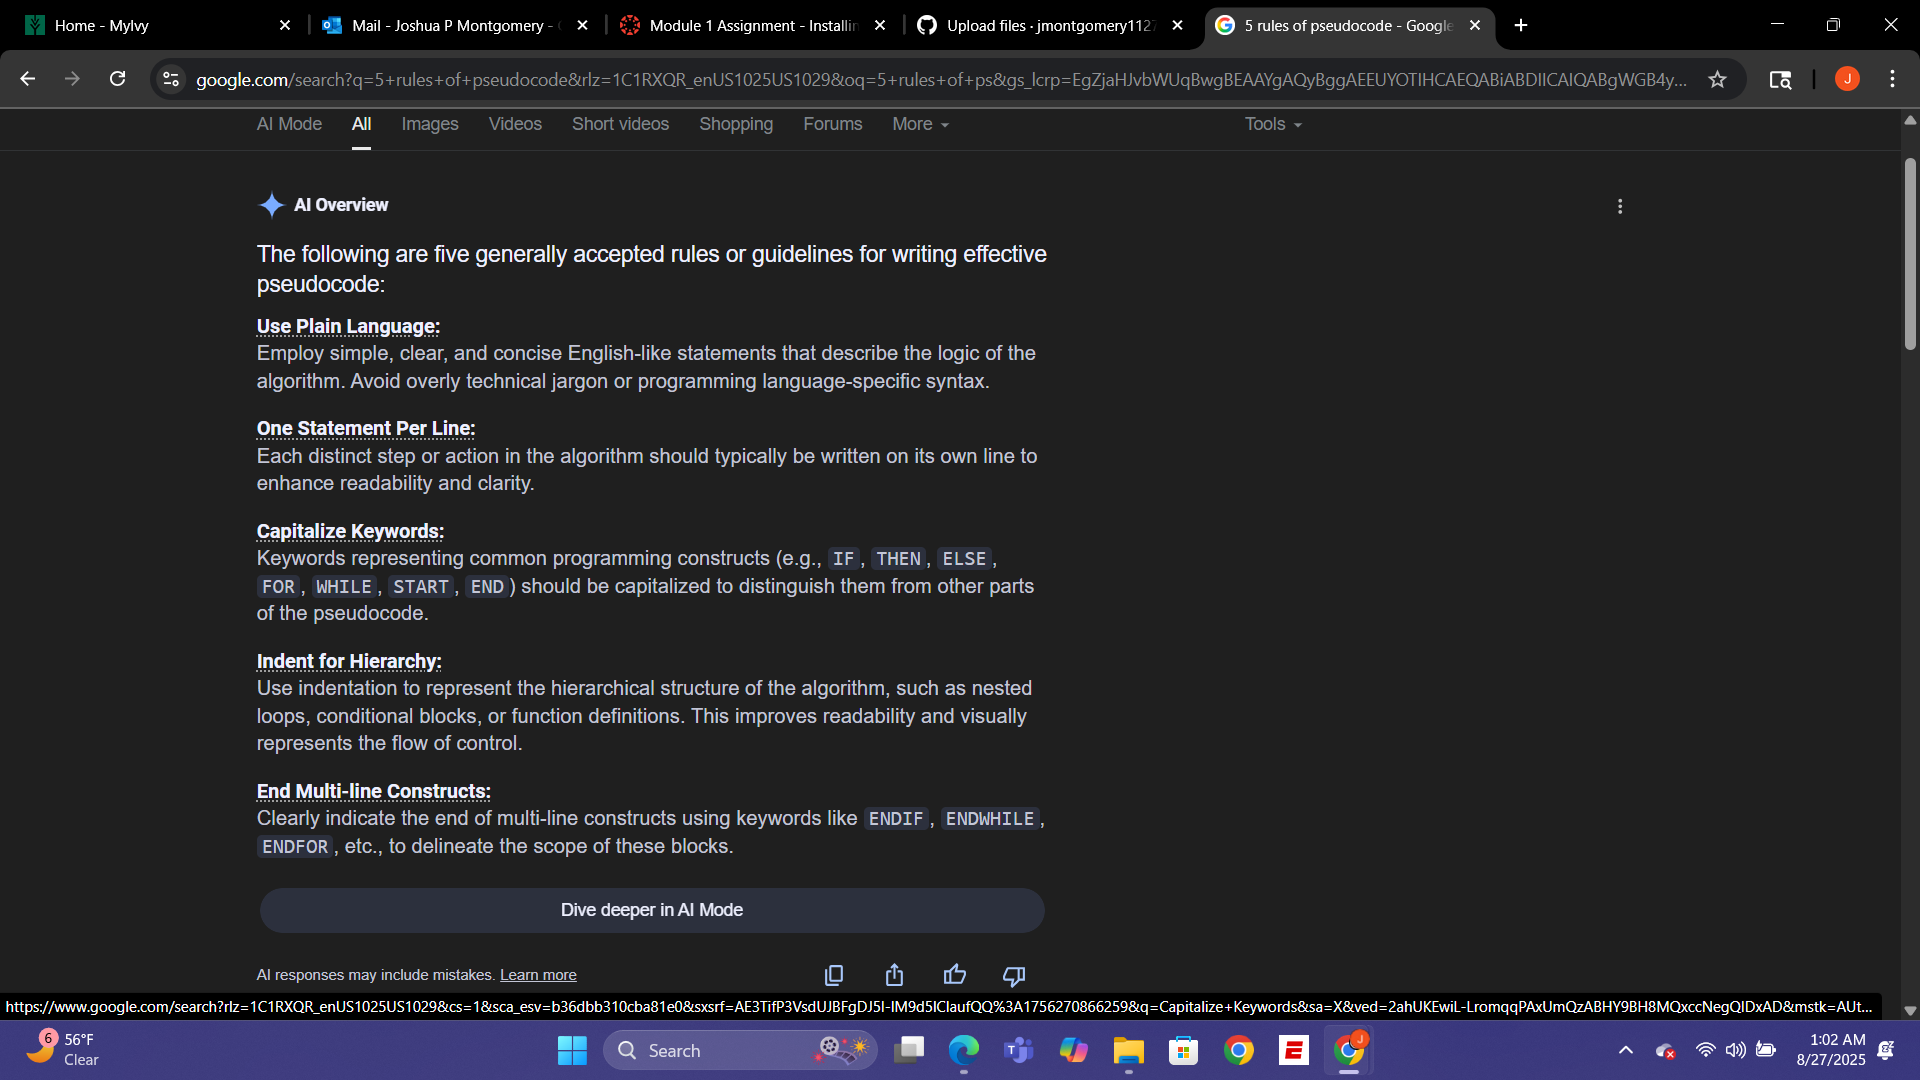 Home - MyIvy
Mail - Joshua P Montgomery -
Module 1 Assignment - Installin
Upload files · jmontgomery1127
5 rules of pseudocode - Google
google.com/search?q=5+rules+of+pseudocode&rlz=1C1RXQR_enUS1025US1029&oq=5+rules+of+ps&gs_lcrp=EgZjaHJvbWUqBwgBEAAYgAQyBggAEEUYOTIHCAEQABiABDIICAIQABgWGB4y...
J
AI Mode All Images Videos Short videos Shopping Forums More Tools
AI Overview
The following are five generally accepted rules or guidelines for writing effective
pseudocode:
Use Plain Language:
Employ simple, clear, and concise English-like statements that describe the logic of the
algorithm. Avoid overly technical jargon or programming language-specific syntax.
One Statement Per Line:
Each distinct step or action in the algorithm should typically be written on its own line to
enhance readability and clarity.
Capitalize Keywords:
Keywords representing common programming constructs (e.g., IF, THEN, ELSE,
FOR, WHILE, START, END) should be capitalized to distinguish them from other parts
of the pseudocode.
Indent for Hierarchy:
Use indentation to represent the hierarchical structure of the algorithm, such as nested
loops, conditional blocks, or function definitions. This improves readability and visually
represents the flow of control.
End Multi-line Constructs:
Clearly indicate the end of multi-line constructs using keywords like ENDIF, ENDWHILE,
ENDFOR, etc., to delineate the scope of these blocks.
Dive deeper in AI Mode
AI responses may include mistakes. Learn more
https://www.google.com/search?rlz=1C1RXQR_enUS1025US1029&cs=1&sca_esv=b36dbb310cba81e0&sxsrf=AE3TifP3VsdUJBFgDJ5I-IM9d5IClaufQQ%3A1756270866259&q=Capitalize+Keywords&sa=X&ved=2ahUKEwiL-LromqqPAxUmQzABHY9BH8MQxccNegQIDxAD&mstk=AUt...
6
56°F
Clear
Search
J
1:02 AM
8/27/2025